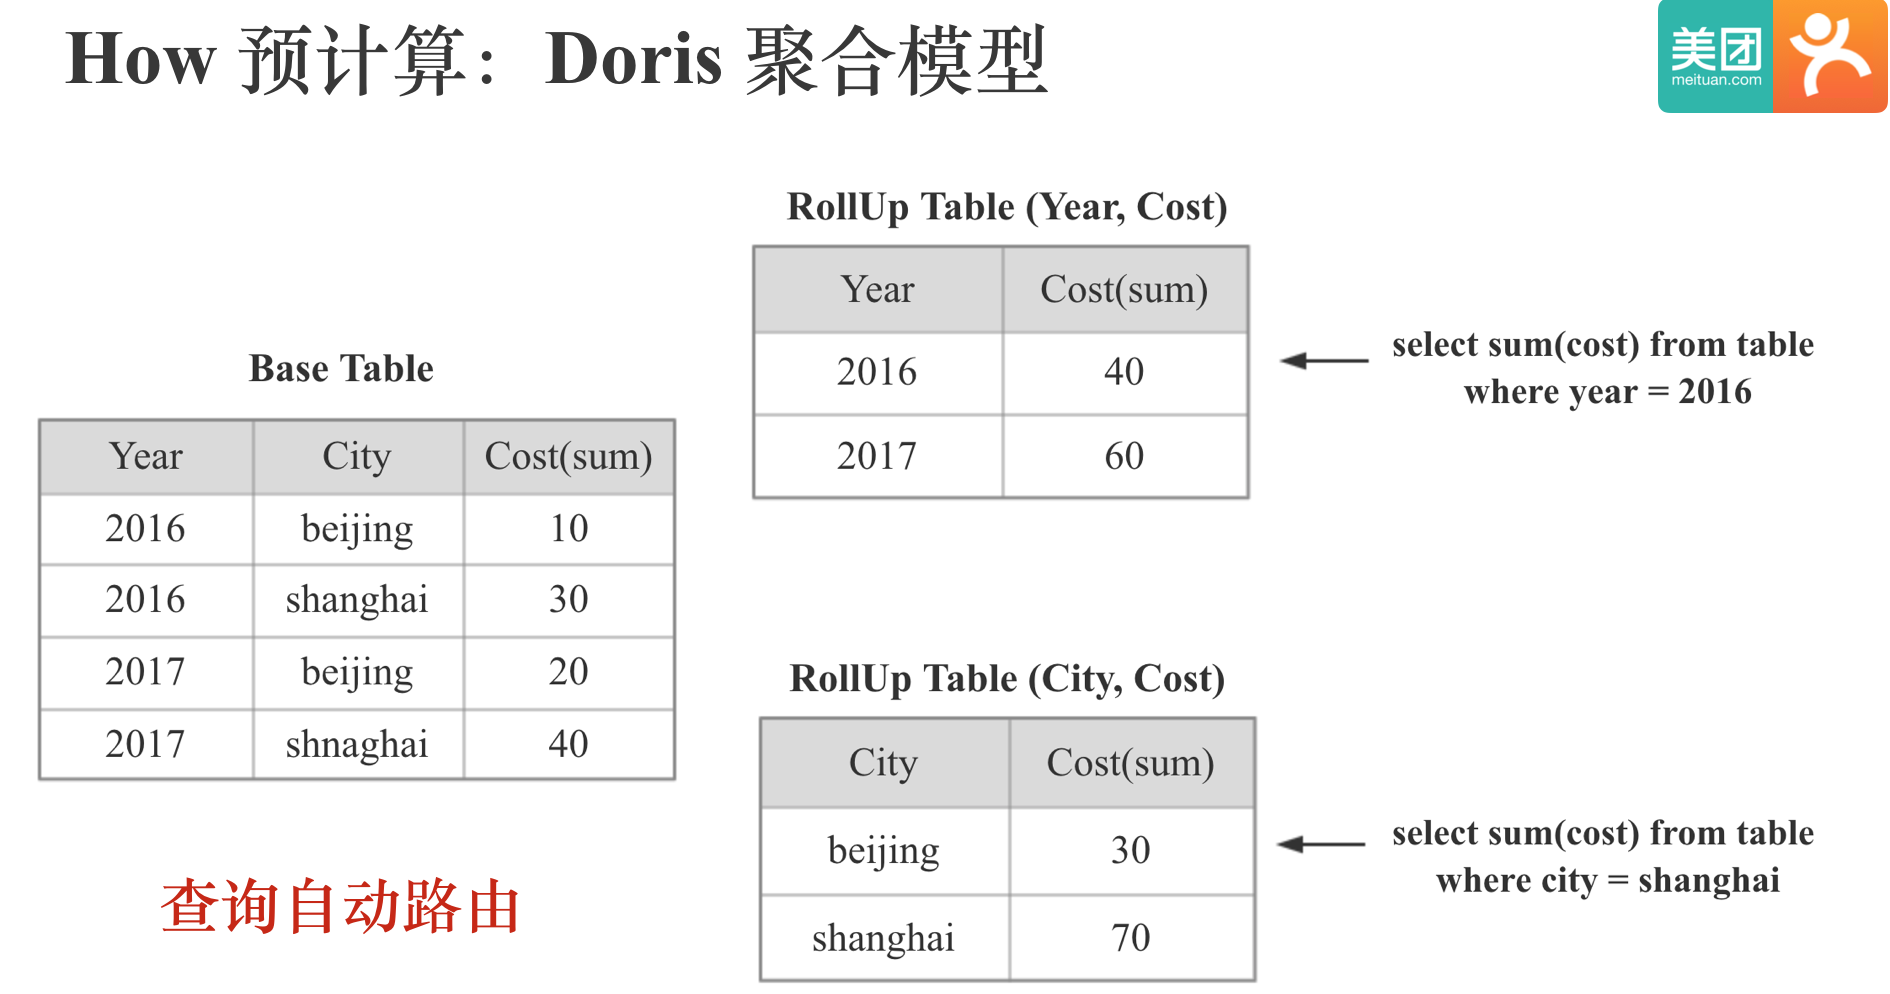 How 预计算：Doris 聚合模型
美团
meituan.com
Base Table
Year City Cost(sum)
2016 beijing 10
2016 shanghai 30
2017 beijing 20
2017 shnaghai 40
查询自动路由
RollUp Table (Year, Cost)
Year Cost(sum)
2016 40
2017 60
select sum(cost) from table
where year = 2016
RollUp Table (City, Cost)
City Cost(sum)
beijing 30
shanghai 70
select sum(cost) from table
where city = shanghai